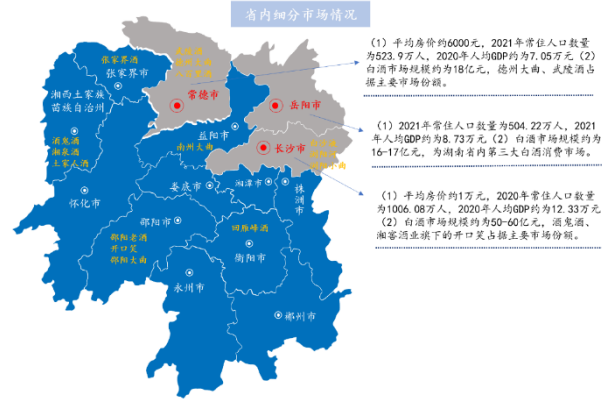 省内细分市场情况
(1) 平均房价约6000元，2021年常住人口数量
为523.9万人，2020年人均GDP约为7.05万元（2）
白酒市场规模约为18亿元，德州大曲、武陵酒占
据主要市场份额。
(1) 2021年常住人口数量为504.22万人，2021
年人均GDP约为8.73万元（2）白酒市场规模约为
16-17亿元，为湖南省内第三大白酒消费市场。
(1) 平均房价约1万元，2020年常住人口数量
为1006.08万人，2020年人均GDP约为12.33万元
（2）白酒市场规模约为50-60亿元，酒鬼酒、
湘窖酒业旗下的开口笑占据主要市场份额。
张家界酒
张家界市
湘西土家族
苗族自治州
常德市
岳阳市
益阳市
南州大曲
长沙市
酒鬼酒
湘泉酒
土家人酒
怀化市
娄底市
湘潭市
株洲市
邵阳市
邵阳老酒
开口笑
邵阳大曲
回雁峰酒
衡阳市
永州市
郴州市